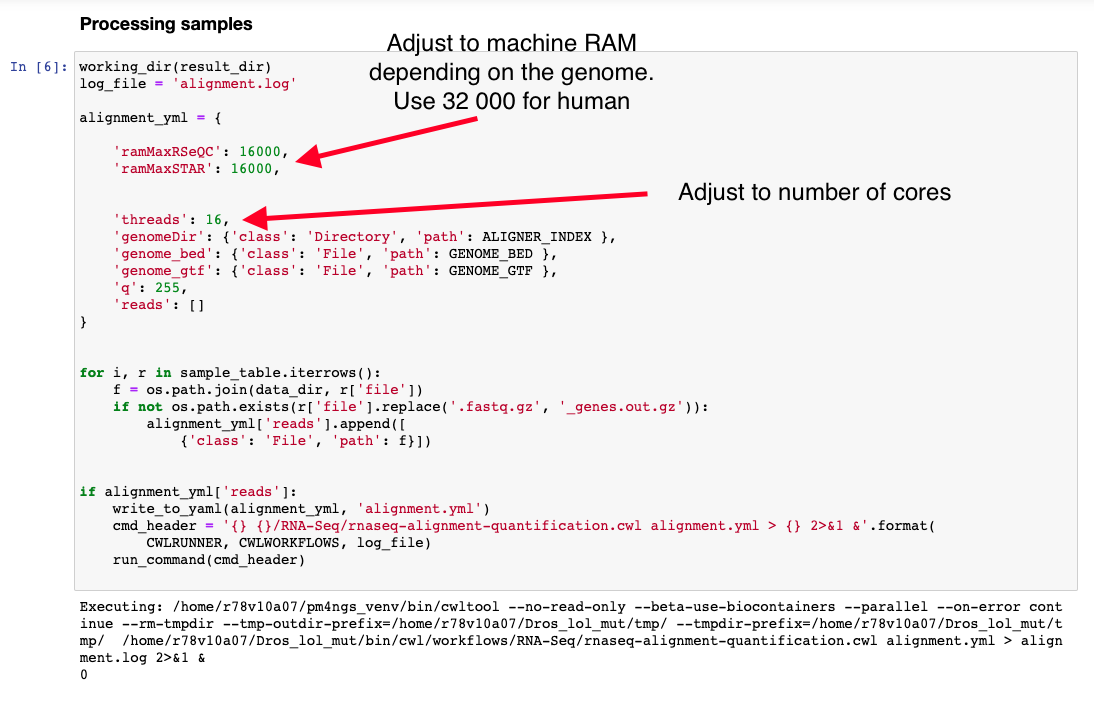 Processing samples
Adjust to machine RAM
depending on the genome.
Use 32 000 for human
In [6]:
working_dir(result_dir)
log_file = 'alignment.log'
alignment_yml = {
'ramMaxRSeQC': 16000,
'ramMaxSTAR': 16000,
Adjust to number of cores
'threads': 16,
'genomeDir': {'class': 'Directory', 'path': ALIGNER_INDEX },
'genome_bed': {'class': 'File', 'path': GENOME_BED },
'genome_gtf': {'class': 'File', 'path': GENOME_GTF },
'q': 255,
'reads': []
}
for i, r in sample_table.iterrows():
f = os.path.join(data_dir, r['file'])
if not os.path.exists(r['file'].replace('.fastq.gz', '_genes.out.gz')):
alignment_yml['reads'].append([
{'class': 'File', 'path': f}])
if alignment_yml['reads']:
write_to_yaml(alignment_yml, 'alignment.yml')
cmd_header = '{} {}/RNA-Seq/rnaseq-alignment-quantification.cwl alignment.yml > {} 2>&1 &'.format(
CWLRUNNER, CWLWORKFLOWS, log_file)
run_command(cmd_header)
Executing: /home/r78v10a07/pm4ngs_venv/bin/cwltool --no-read-only --beta-use-biocontainers --parallel --on-error cont
inue --rm-tmpdir --tmp-outdir-prefix=/home/r78v10a07/Dros_lol_mut/tmp/ --tmpdir-prefix=/home/r78v10a07/Dros_lol_mut/t
mp/  /home/r78v10a07/Dros_lol_mut/bin/cwl/workflows/RNA-Seq/rnaseq-alignment-quantification.cwl alignment.yml > align
ment.log 2>&1 &
0